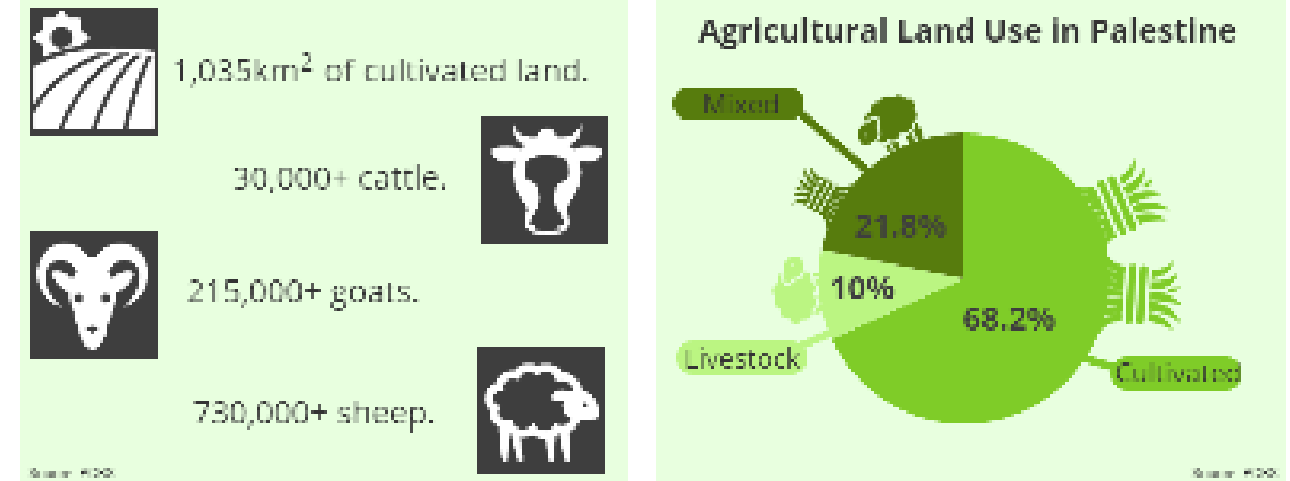 1,035km² of cultivated land.
30,000+ cattle.
215,000+ goats.
730,000+ sheep.
Agricultural Land Use in Palestine
Mixed
21.8%
10%
68.2%
Livestock
Cultivated